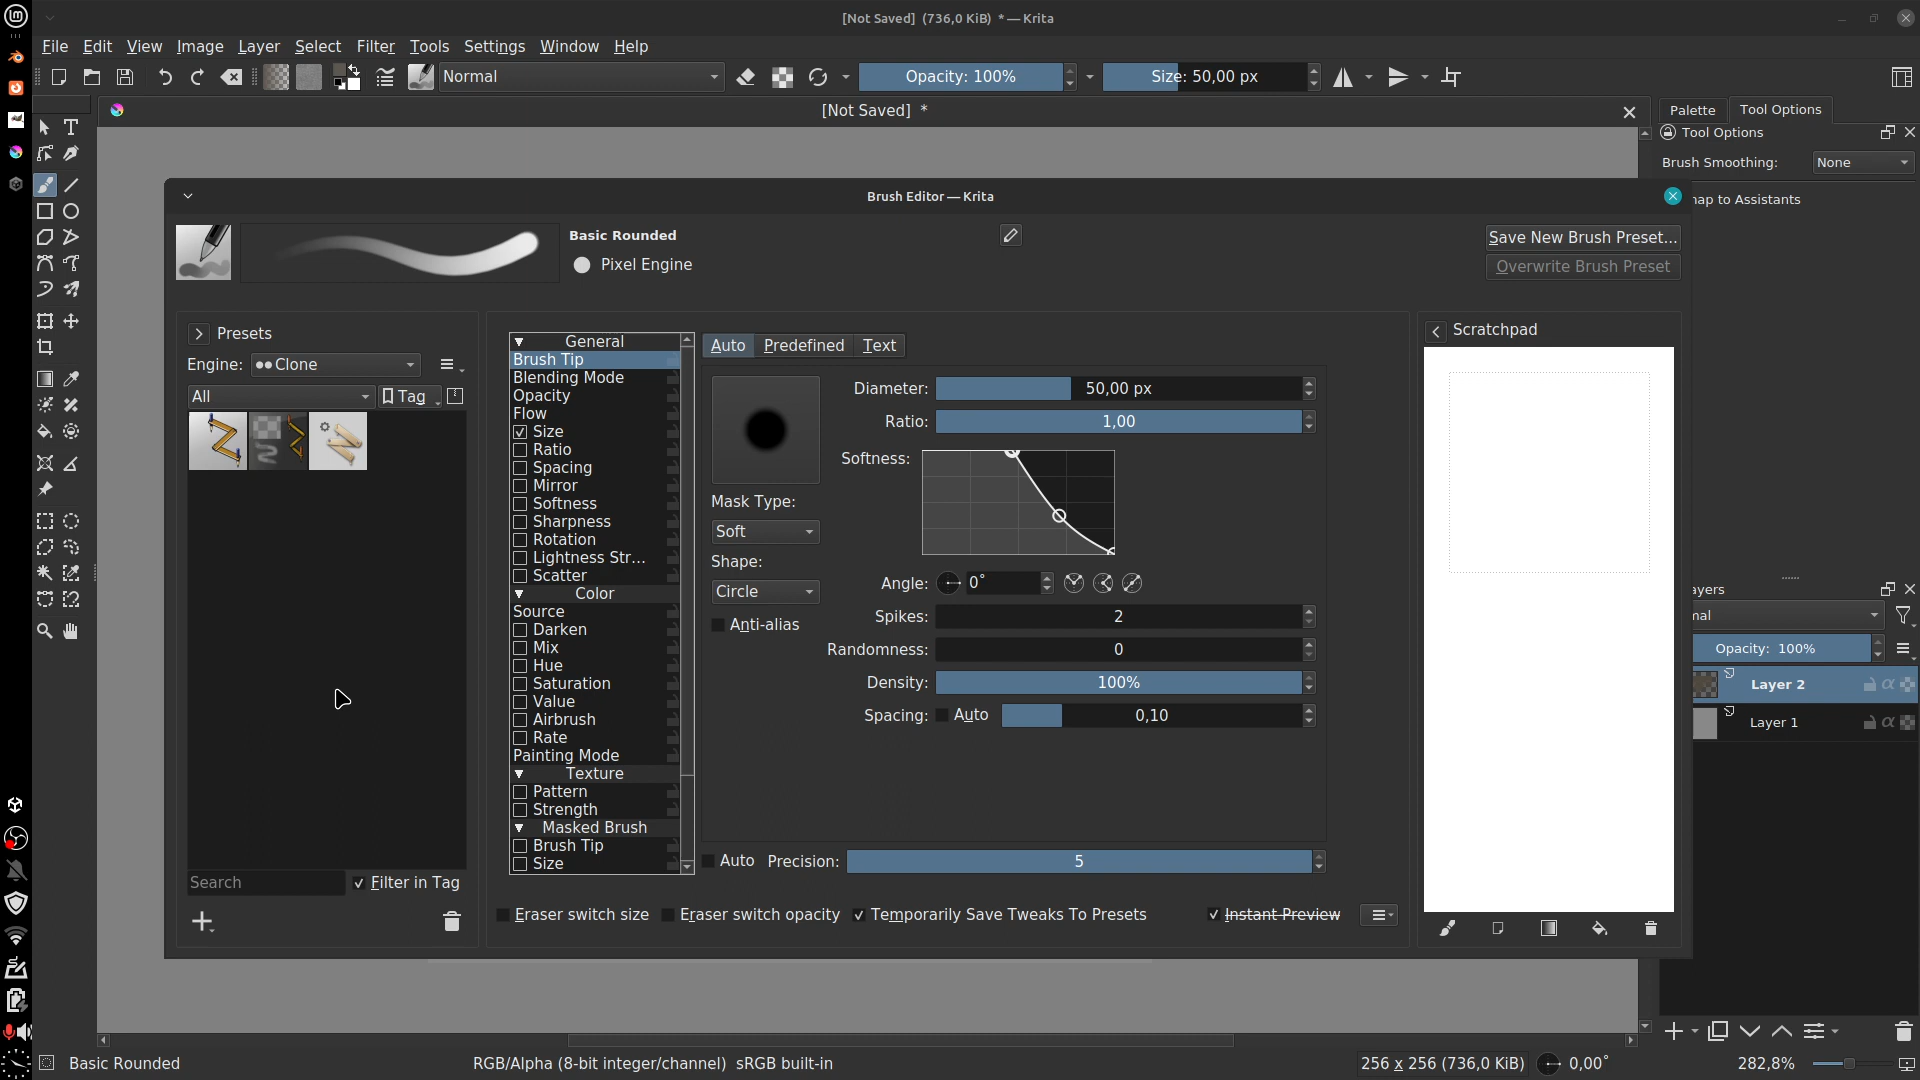 [Not Saved] (736,0 KiB) * — Krita
File Edit View Image Layer Select Filter Tools Settings Window Help
Normal
Opacity: 100%
Size: 50,00 px
[Not Saved] *
Palette
Tool Options
Tool Options
Brush Smoothing:
None
nap to Assistants
Brush Editor — Krita
Basic Rounded
Pixel Engine
Save New Brush Preset...
Overwrite Brush Preset
Presets
Engine:
Clone
All
Tag
Search
Filter in Tag
General
Brush Tip
Blending Mode
Opacity
Flow
Size
Ratio
Spacing
Mirror
Softness
Sharpness
Rotation
Lightness Str...
Scatter
Color
Source
Darken
Mix
Hue
Saturation
Value
Airbrush
Rate
Painting Mode
Texture
Pattern
Strength
Masked Brush
Brush Tip
Size
Auto
Predefined
Text
Mask Type:
Soft
Shape:
Circle
Anti-alias
Diameter:
50,00 px
Ratio:
1,00
Softness:
Angle:
0°
Spikes:
2
Randomness:
0
Density:
100%
Spacing:
Auto
0,10
Auto
Precision:
5
Eraser switch size
Eraser switch opacity
Temporarily Save Tweaks To Presets
Instant Preview
Scratchpad
ayers
nal
Opacity: 100%
Layer 2
Layer 1
Basic Rounded
RGB/Alpha (8-bit integer/channel) sRGB built-in
256 x 256 (736,0 KiB)
0,00°
282,8%